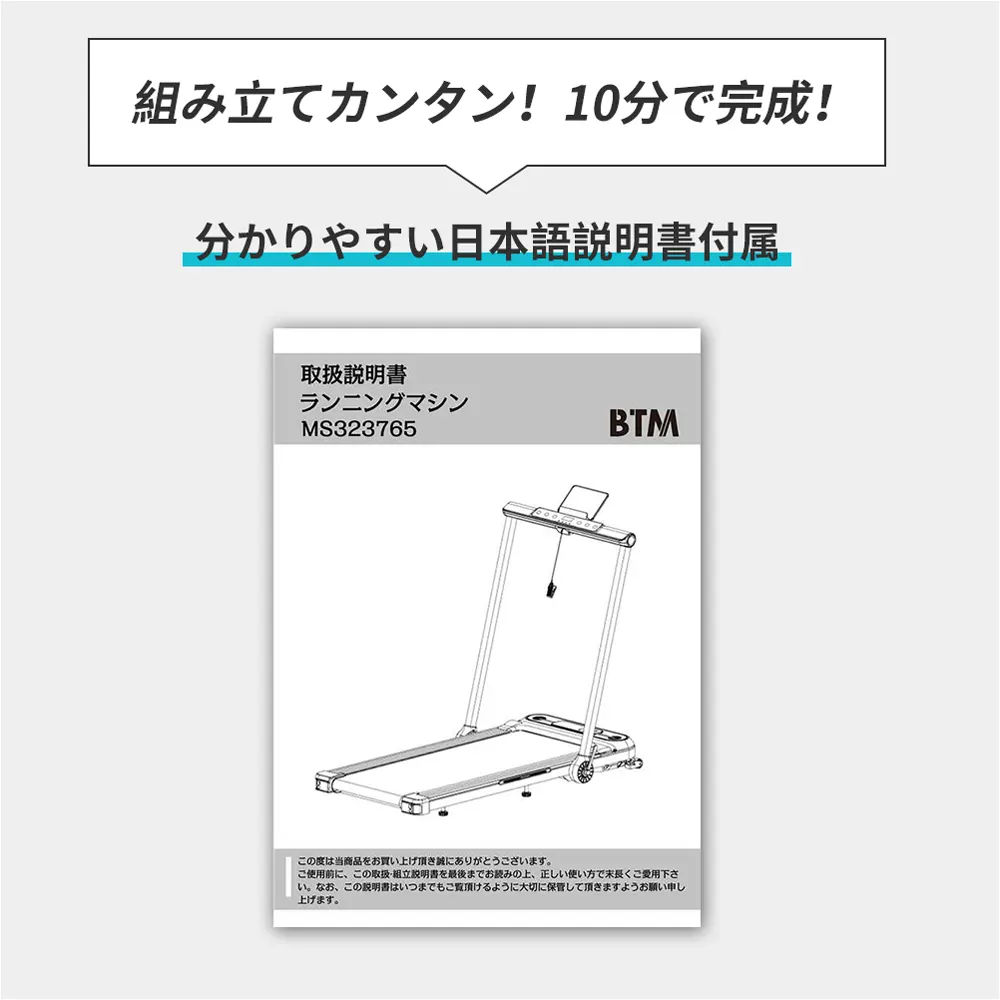 組み立てカンタン！10分で完成！
分かりやすい日本語説明書付属
取扱説明書
ランニングマシン
MS323765
BTM
この度は当商品をお買い上げ頂き誠にありがとうございます。
ご使用前に、この取扱·組立説明書を最後までお読みの上、正しい使い方で末長くご愛用下さ
い。なお、この説明書はいつまでもご覧頂けるように大切に保管して頂きますようお願い申し
上げます。